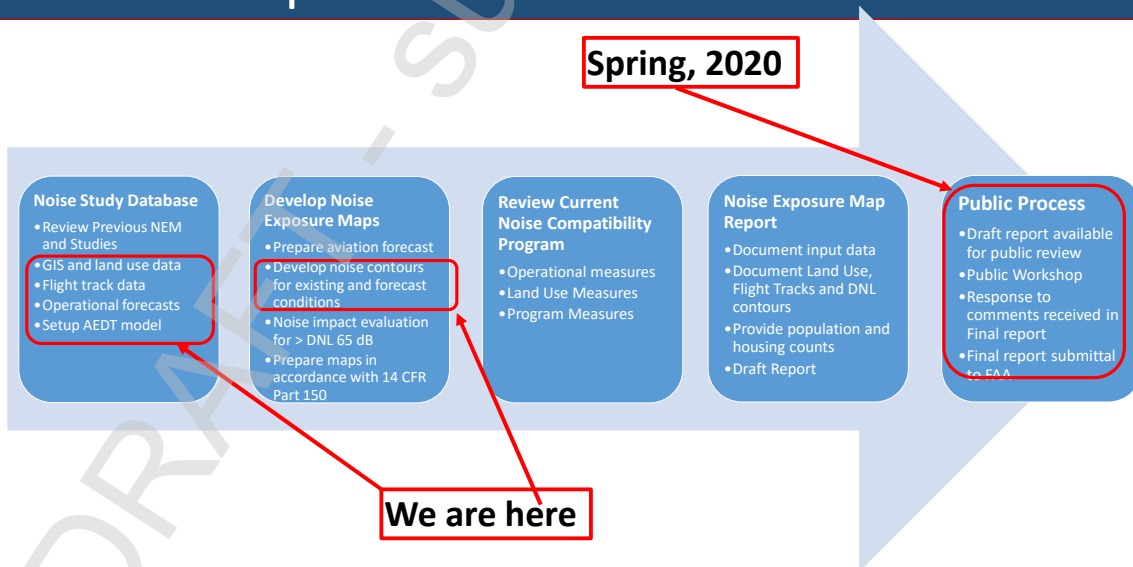 Spring, 2020
Noise Study Database
•Review Previous NEM
and Studies
•GIS and land use data
•Flight track data
•Operational forecasts
•Setup AEDT model
Develop Noise
Exposure Maps
•Prepare aviation forecast
•Develop noise contours
for existing and forecast
conditions
•Noise impact evaluation
for > DNL 65 dB
•Prepare maps in
accordance with 14 CFR
Part 150
Review Current
Noise Compatibility
Program
•Operational measures
•Land Use Measures
•Program Measures
Noise Exposure Map
Report
•Document input data
•Document Land Use,
Flight Tracks and DNL
contours
•Provide population and
housing counts
•Draft Report
Public Process
•Draft report available
for public review
•Public Workshop
•Response to
comments received in
Final report
•Final report submittal
to FAA
We are here
DRAFT - su